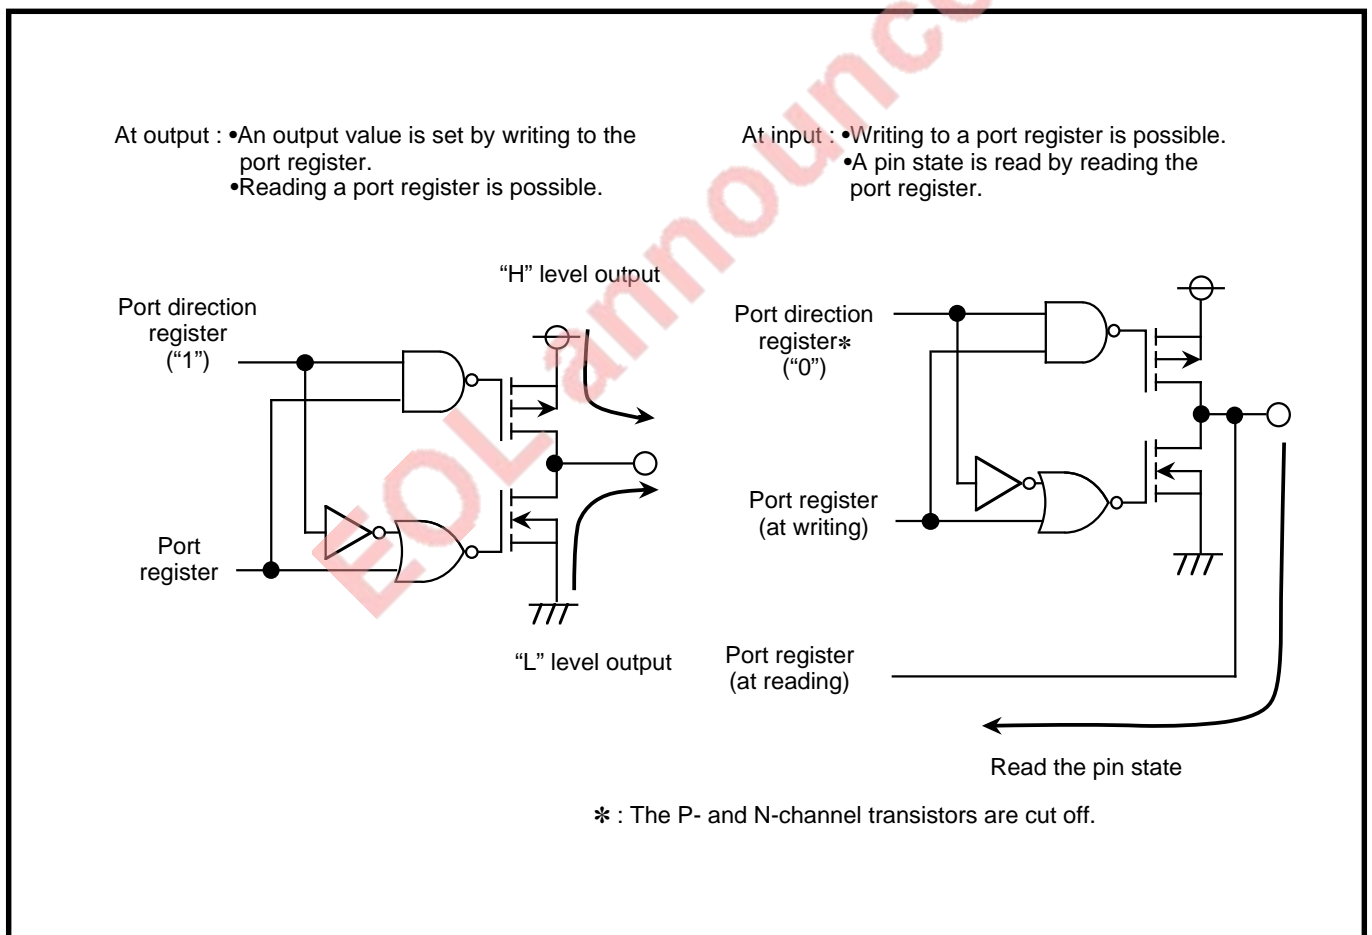 At output : •An output value is set by writing to the
port register.
•Reading a port register is possible.
At input : •Writing to a port register is possible.
•A pin state is read by reading the
port register.
“H” level output
Port direction
register
(“1”)
Port
register
“L” level output
Port direction
register✻
(“0”)
Port register
(at writing)
Port register
(at reading)
Read the pin state
✻ : The P- and N-channel transistors are cut off.
EOL announce